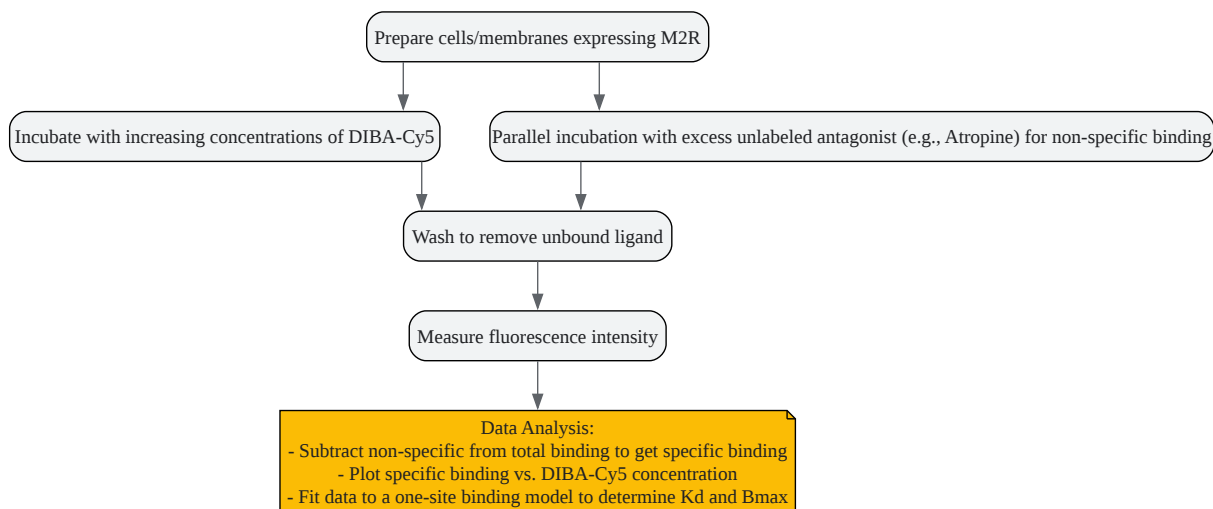 Prepare cells/membranes expressing M2R
Incubate with increasing concentrations of DIBA-Cy5
Parallel incubation with excess unlabeled antagonist (e.g., Atropine) for non-specific binding
Wash to remove unbound ligand
Measure fluorescence intensity
Data Analysis:
- Subtract non-specific from total binding to get specific binding
- Plot specific binding vs. DIBA-Cy5 concentration
- Fit data to a one-site binding model to determine Kd and Bmax